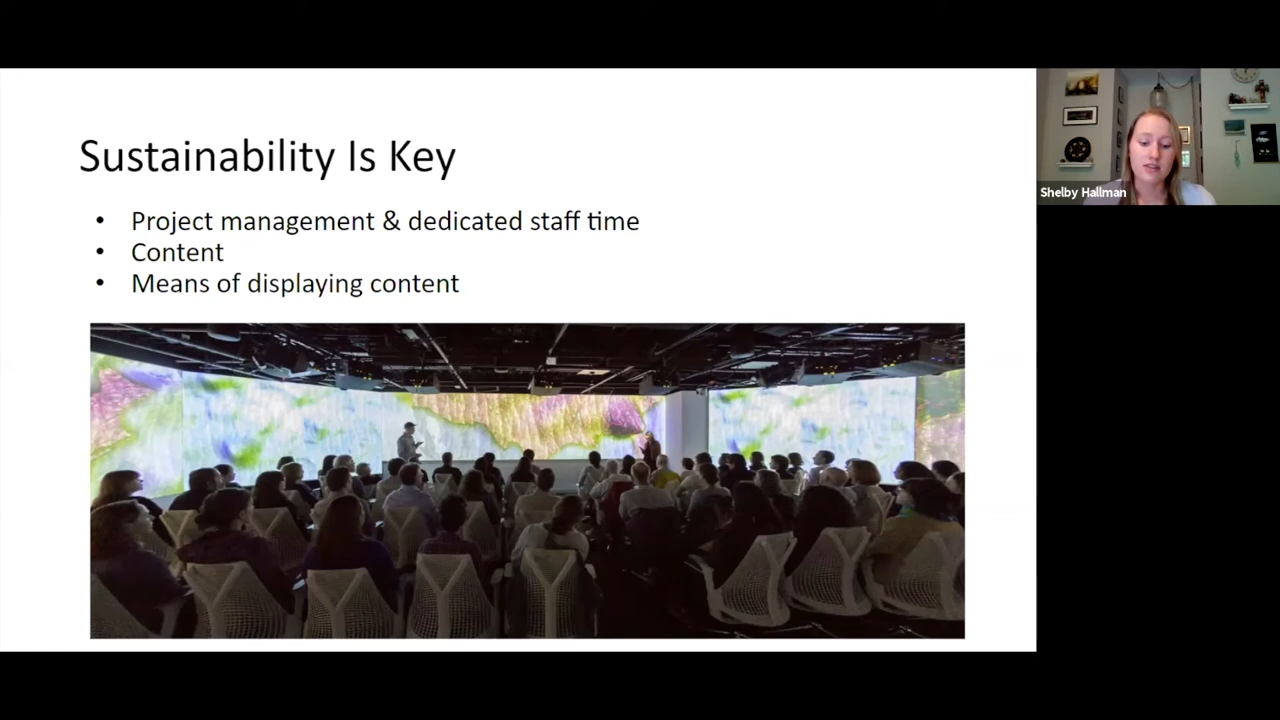 Sustainability Is Key
• Project management & dedicated staff time
• Content
• Means of displaying content
Shelby Hallman